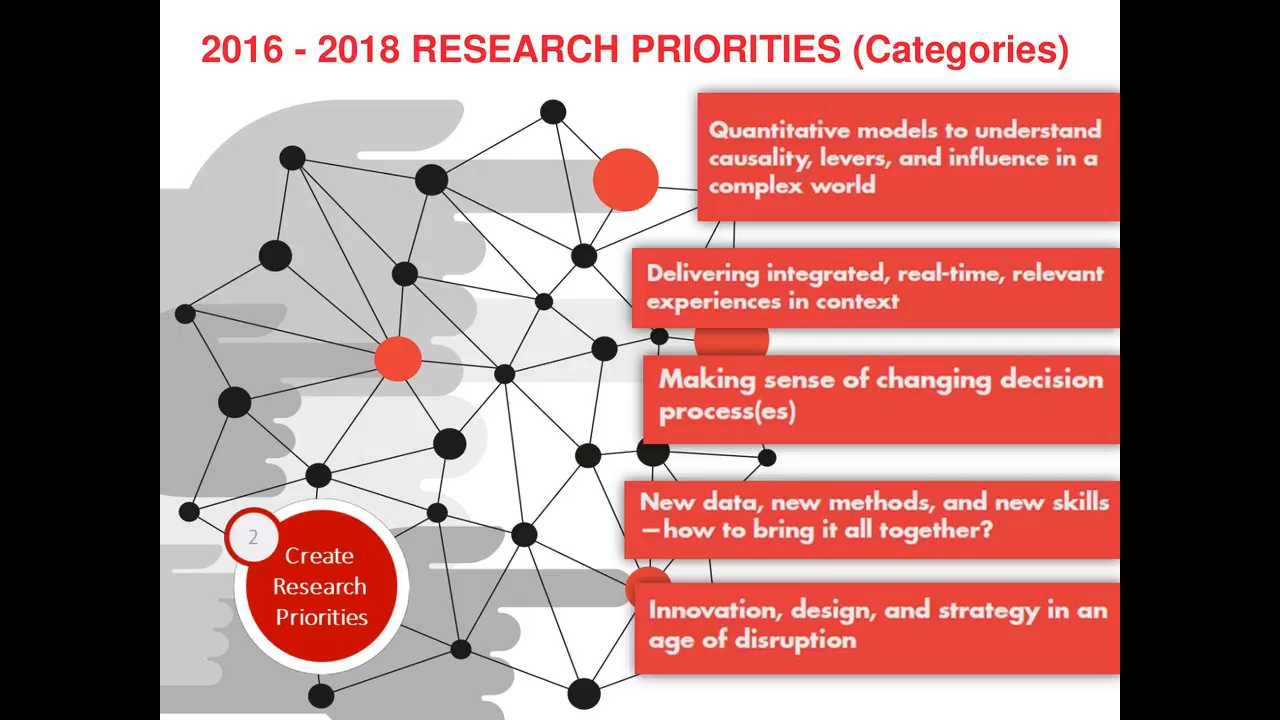 2016 - 2018 RESEARCH PRIORITIES (Categories)
Quantitative models to understand
causality, levers, and influence in a
complex world
Delivering integrated, real-time, relevant
experiences in context
Making sense of changing decision
process(es)
New data, new methods, and new skills
—how to bring it all together?
Innovation, design, and strategy in an
age of disruption
2
Create
Research
Priorities